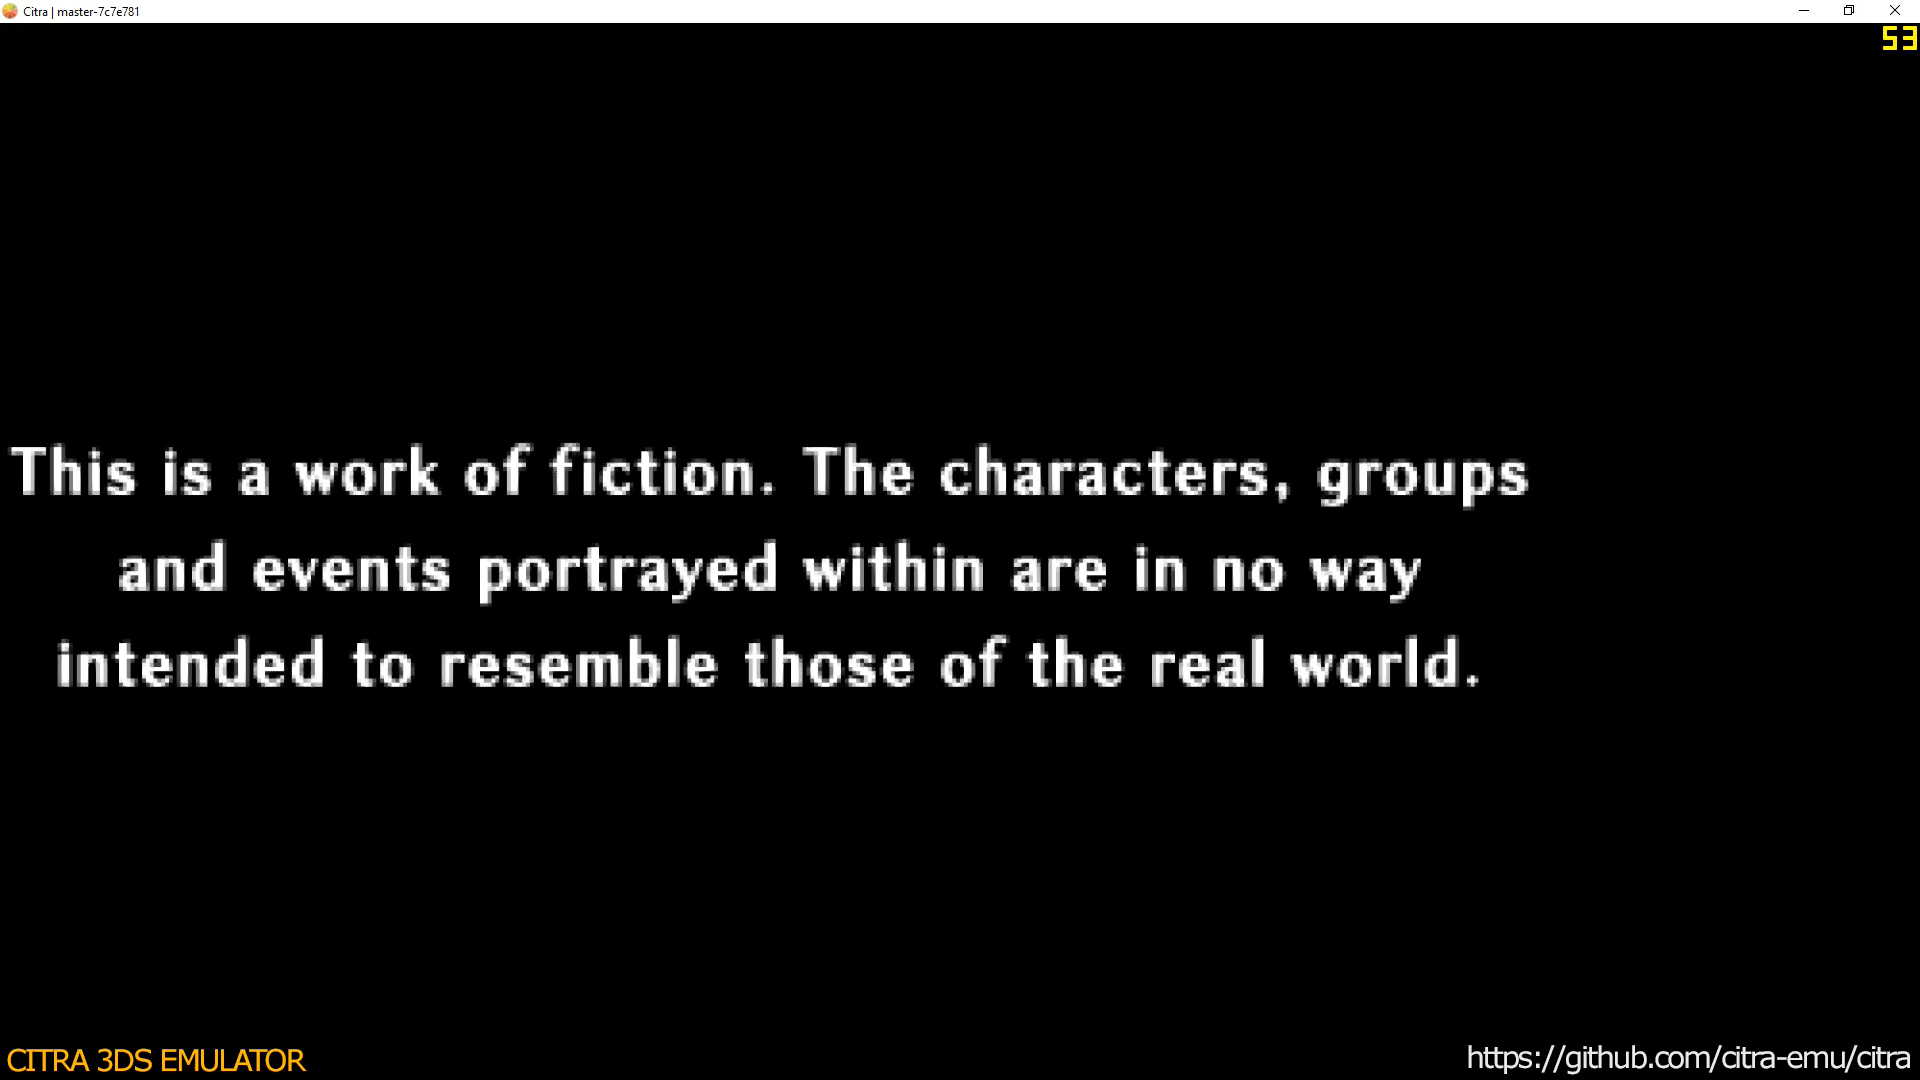 Citra | master-7c7e781
53
This is a work of fiction. The characters, groups
and events portrayed within are in no way
intended to resemble those of the real world.
CITRA 3DS EMULATOR
https://github.com/citra-emu/citra